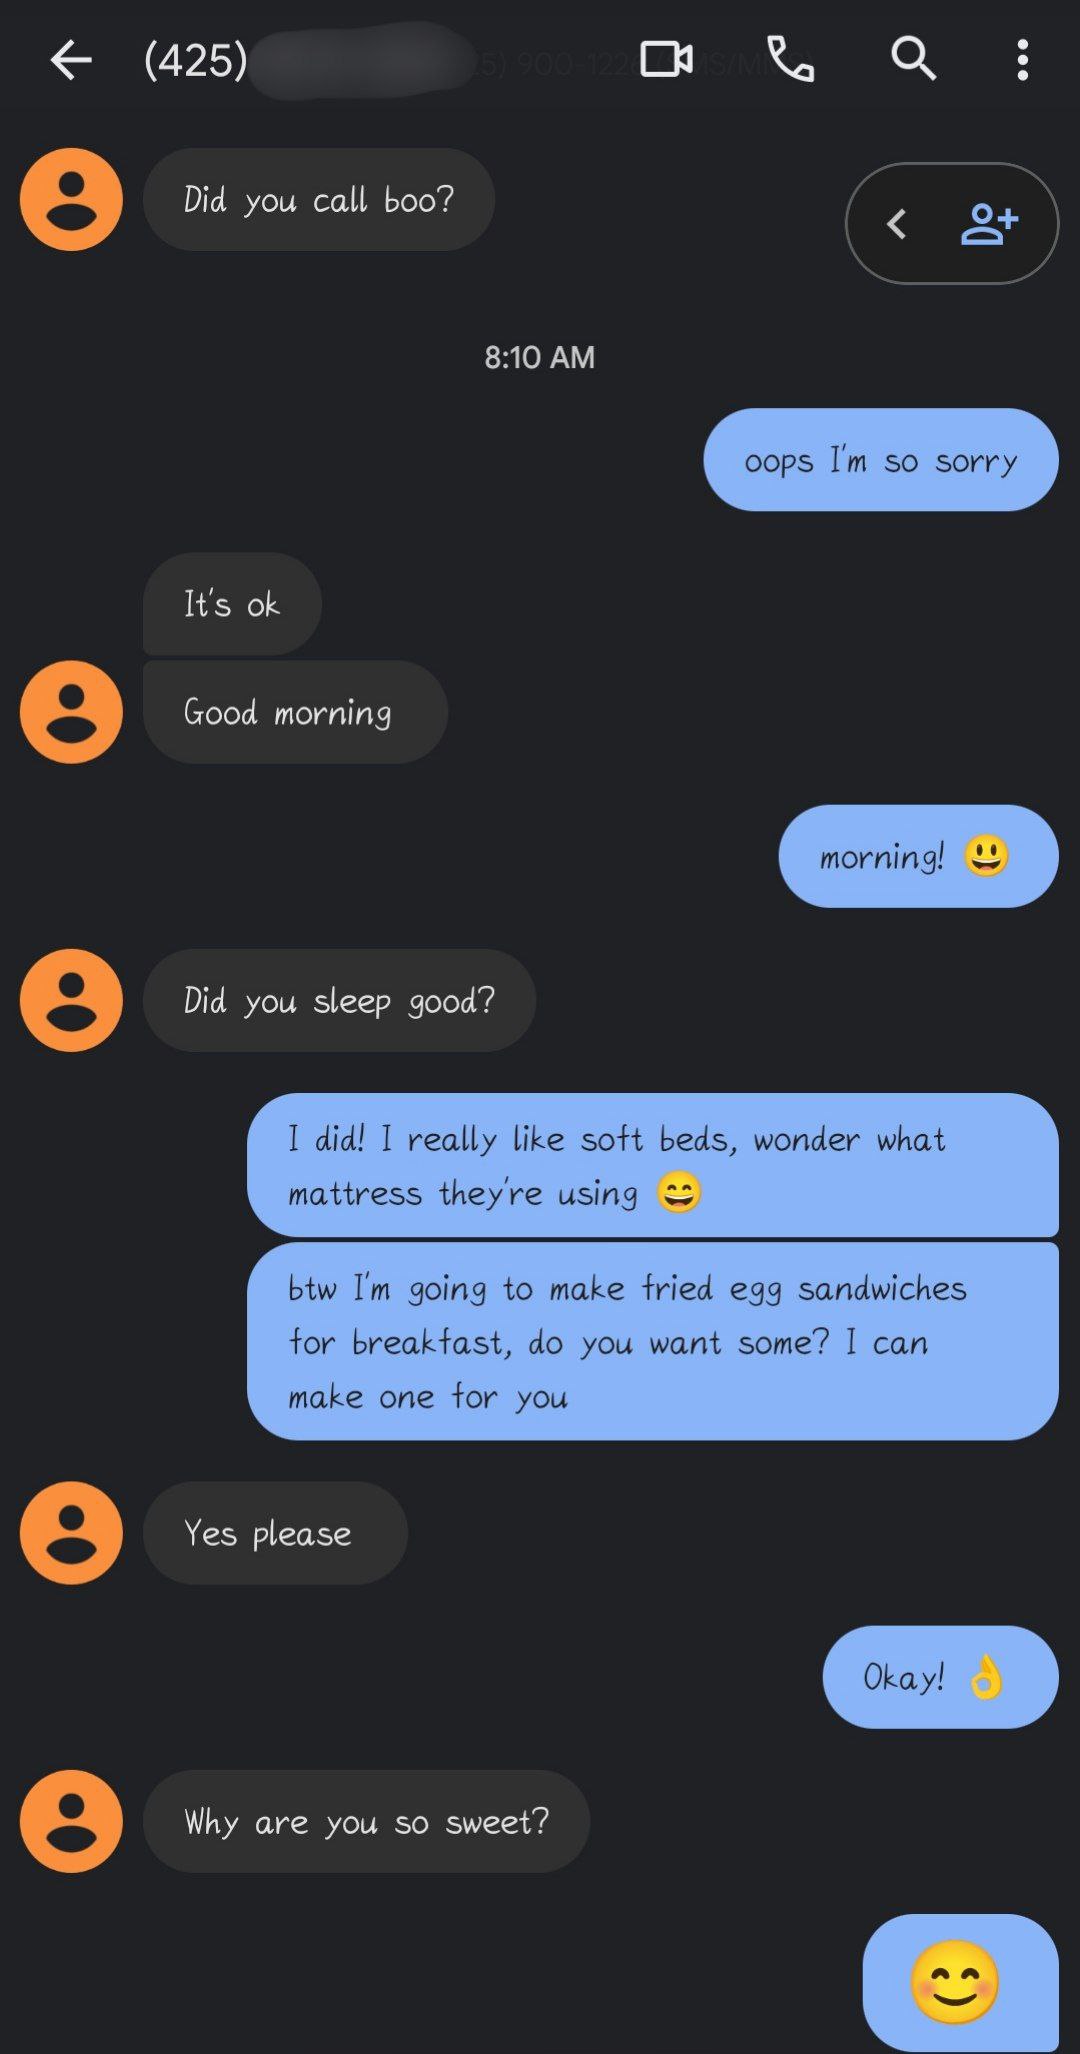 (425)
Did you call boo?
8:10 AM
oops I'm so sorry
It's ok
Good morning
morning! 😃
Did you sleep good?
I did! I really like soft beds, wonder what
mattress they're using 😄
btw I'm going to make fried egg sandwiches
for breakfast, do you want some? I can
make one for you
Yes please
Okay! 👌
Why are you so sweet?
😊